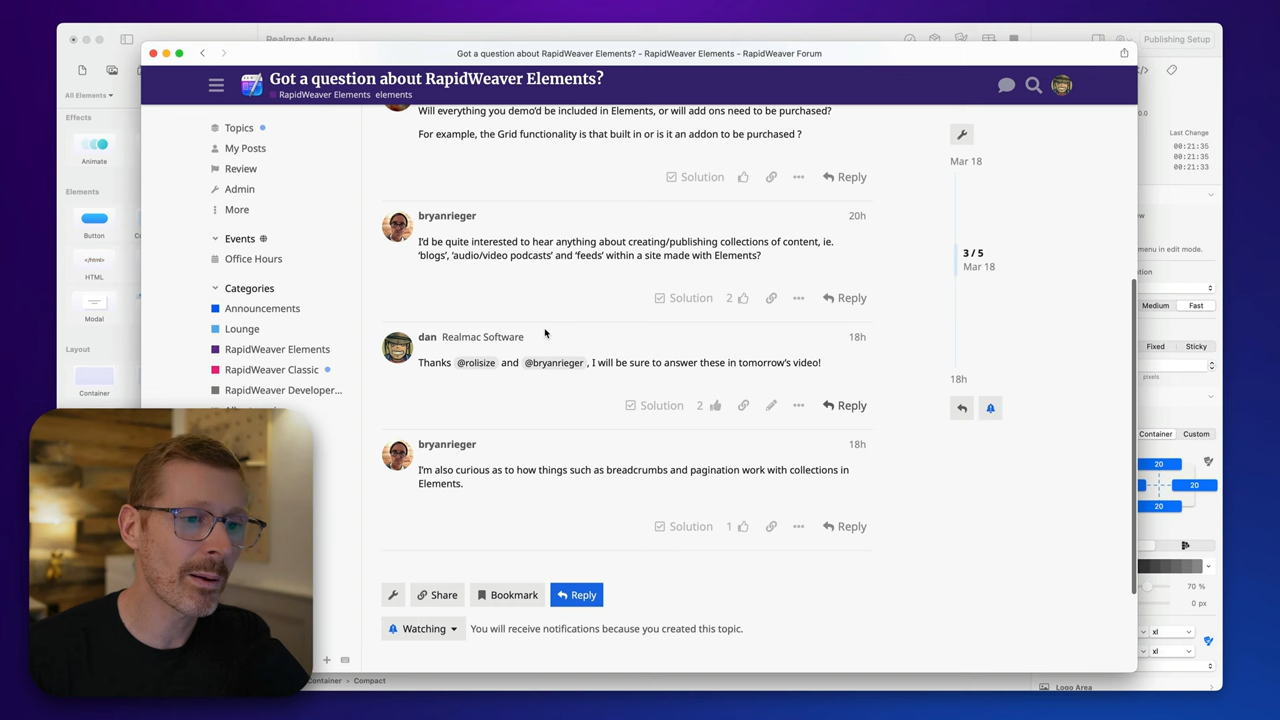 Realmac Menu
Publishing Setup
Got a question about RapidWeaver Elements? - RapidWeaver Elements - RapidWeaver Forum
Got a question about RapidWeaver Elements?
RapidWeaver Elements elements
All Elements
Effects
Animate
Elements
Button
HTML
Modal
Layout
Container
Topics
My Posts
Review
Admin
More
Events
Office Hours
Categories
Announcements
Lounge
RapidWeaver Elements
RapidWeaver Classic
RapidWeaver Developer...
Will everything you demo'd be included in Elements, or will add ons need to be purchased?
For example, the Grid functionality is that built in or is it an addon to be purchased ?
Solution
Reply
bryanrieger
20h
I'd be quite interested to hear anything about creating/publishing collections of content, ie.
'blogs', 'audio/video podcasts' and 'feeds' within a site made with Elements?
Solution 2
Reply
dan Realmac Software
18h
Thanks @rolisize and @bryanrieger , I will be sure to answer these in tomorrow's video!
Solution 2
Reply
bryanrieger
18h
I'm also curious as to how things such as breadcrumbs and pagination work with collections in
Elements.
Solution 1
Reply
Share
Bookmark
Reply
Watching
You will receive notifications because you created this topic.
Mar 18
3 / 5
Mar 18
18h
Last Change
00:21:35
00:21:35
00:21:33
menu in edit mode.
Medium
Fast
Fixed
Sticky
pixels
Container
Custom
20
20
20
70 %
0 px
xl
xl
Logo Area
Container › Compact